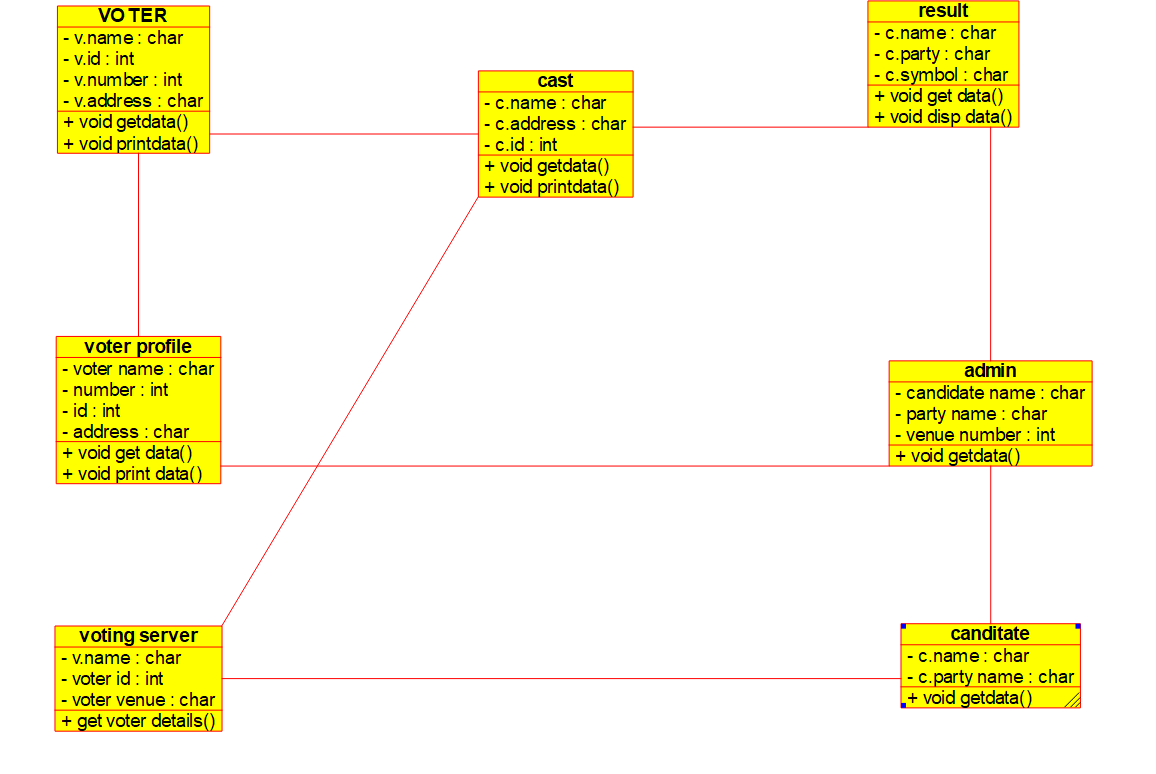 VOTER
- v.name : char
- v.id : int
- v.number : int
- v.address : char
+ void getdata()
+ void printdata()
cast
- c.name : char
- c.address : char
- c.id : int
+ void getdata()
+ void printdata()
result
- c.name : char
- c.party : char
- c.symbol : char
+ void get data()
+ void disp data()
voter profile
- voter name : char
- number : int
- id : int
- address : char
+ void get data()
+ void print data()
admin
- candidate name : char
- party name : char
- venue number : int
+ void getdata()
voting server
- v.name : char
- voter id : int
- voter venue : char
+ get voter details()
canditate
- c.name : char
- c.party name : char
+ void getdata()